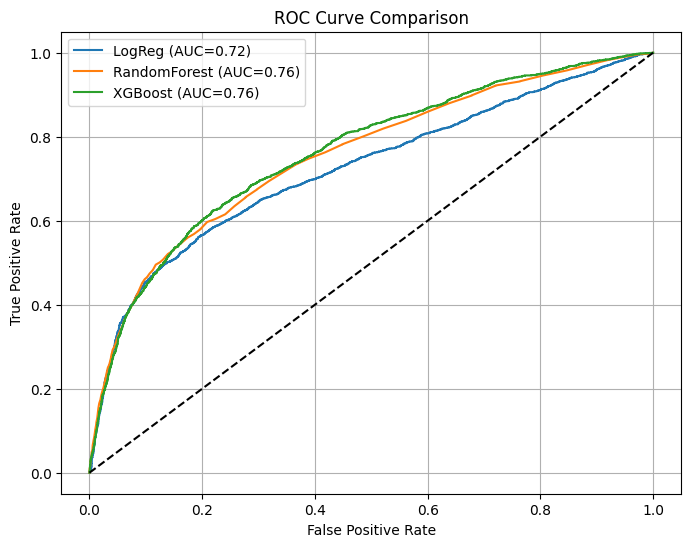 ROC Curve Comparison
LogReg (AUC=0.72)
RandomForest (AUC=0.76)
XGBoost (AUC=0.76)
True Positive Rate
1.0
0.8
0.6
0.4
0.2
0.0
0.0 0.2 0.4 0.6 0.8 1.0
False Positive Rate